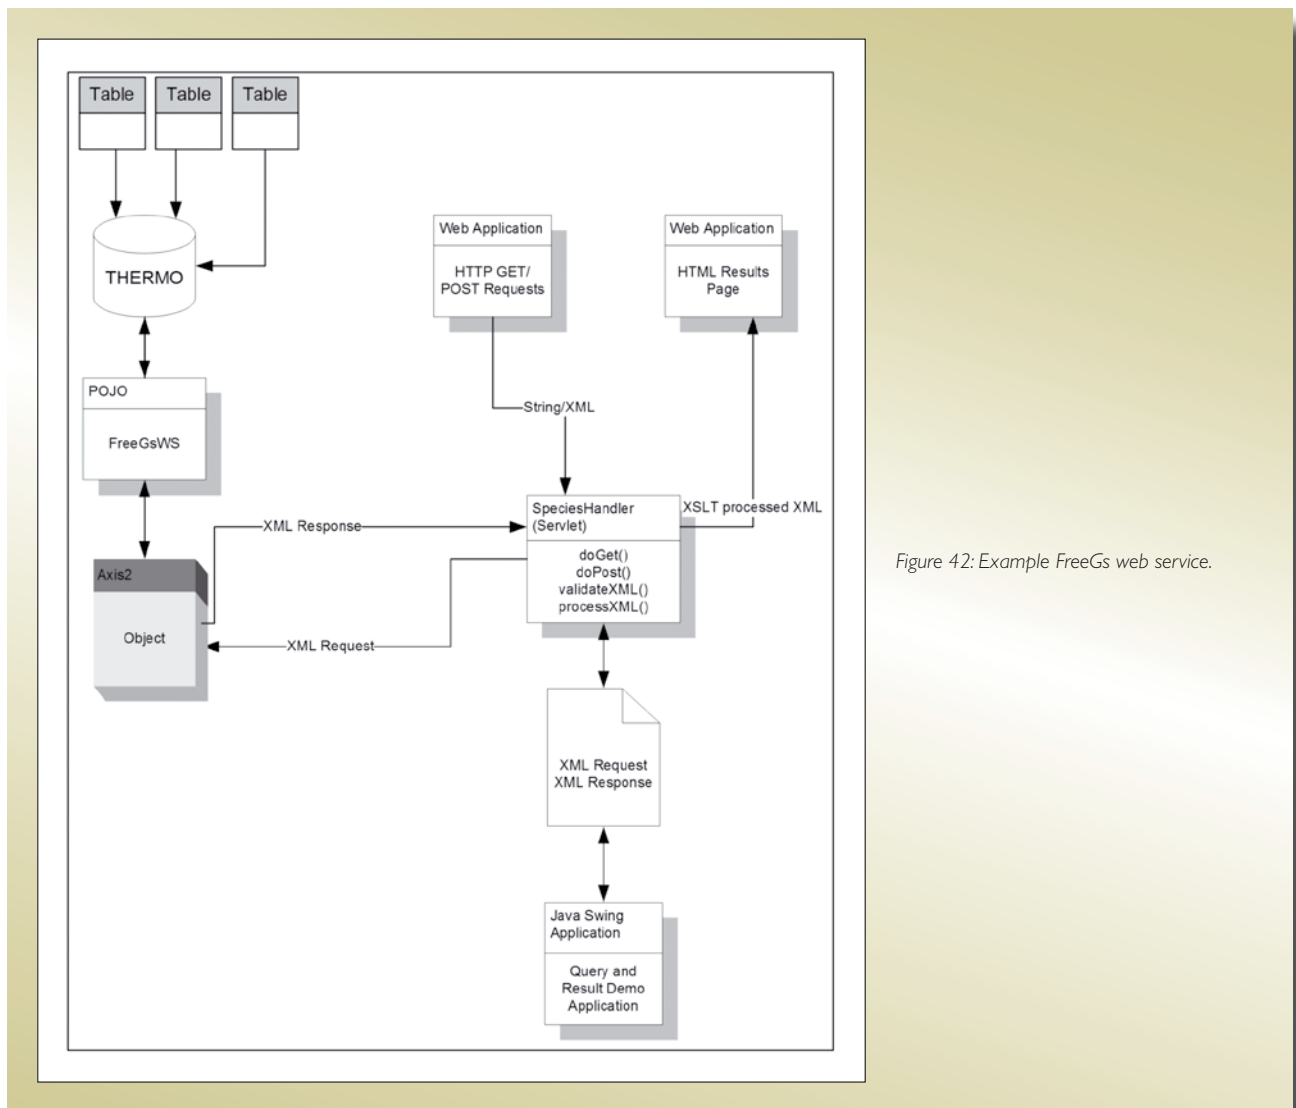 Table Table Table
THERMO
Web Application
HTTP GET/
POST Requests
Web Application
HTML Results
Page
POJO
FreeGsWS
String/XML
SpeciesHandler
(Servlet)
doGet()
doPost()
validateXML()
processXML()
XSLT processed XML
XML Response
Axis2
Object
XML Request
XML Request
XML Response
Java Swing
Application
Query and
Result Demo
Application
Figure 42: Example FreeGs web service.